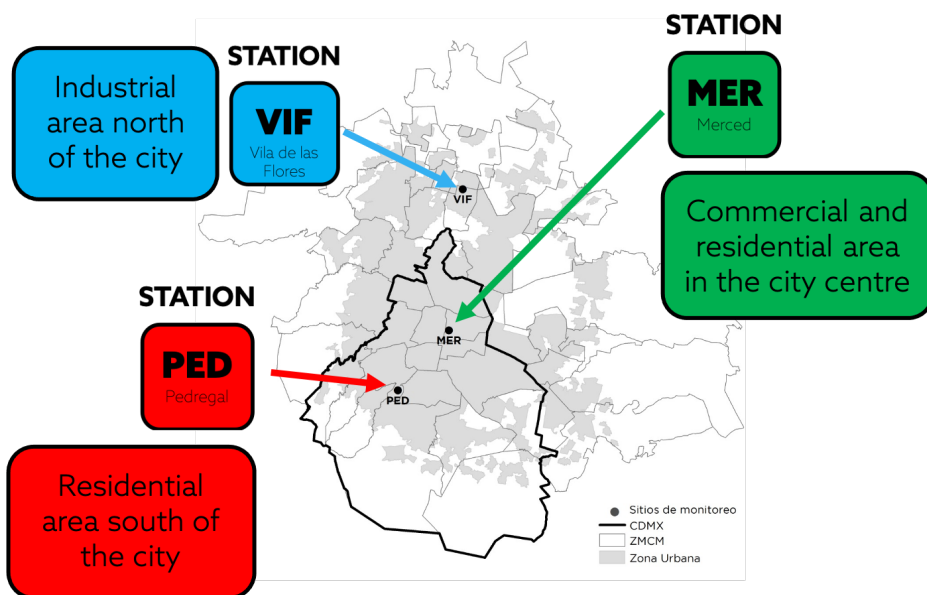 STATION
VIF
Vila de las
Flores
Industrial
area north
of the city
STATION
MER
Merced
Commercial and
residential area
in the city centre
STATION
PED
Pedregal
Residential
area south of
the city
VIF
MER
PED
Sitios de monitoreo
CDMX
ZMCM
Zona Urbana